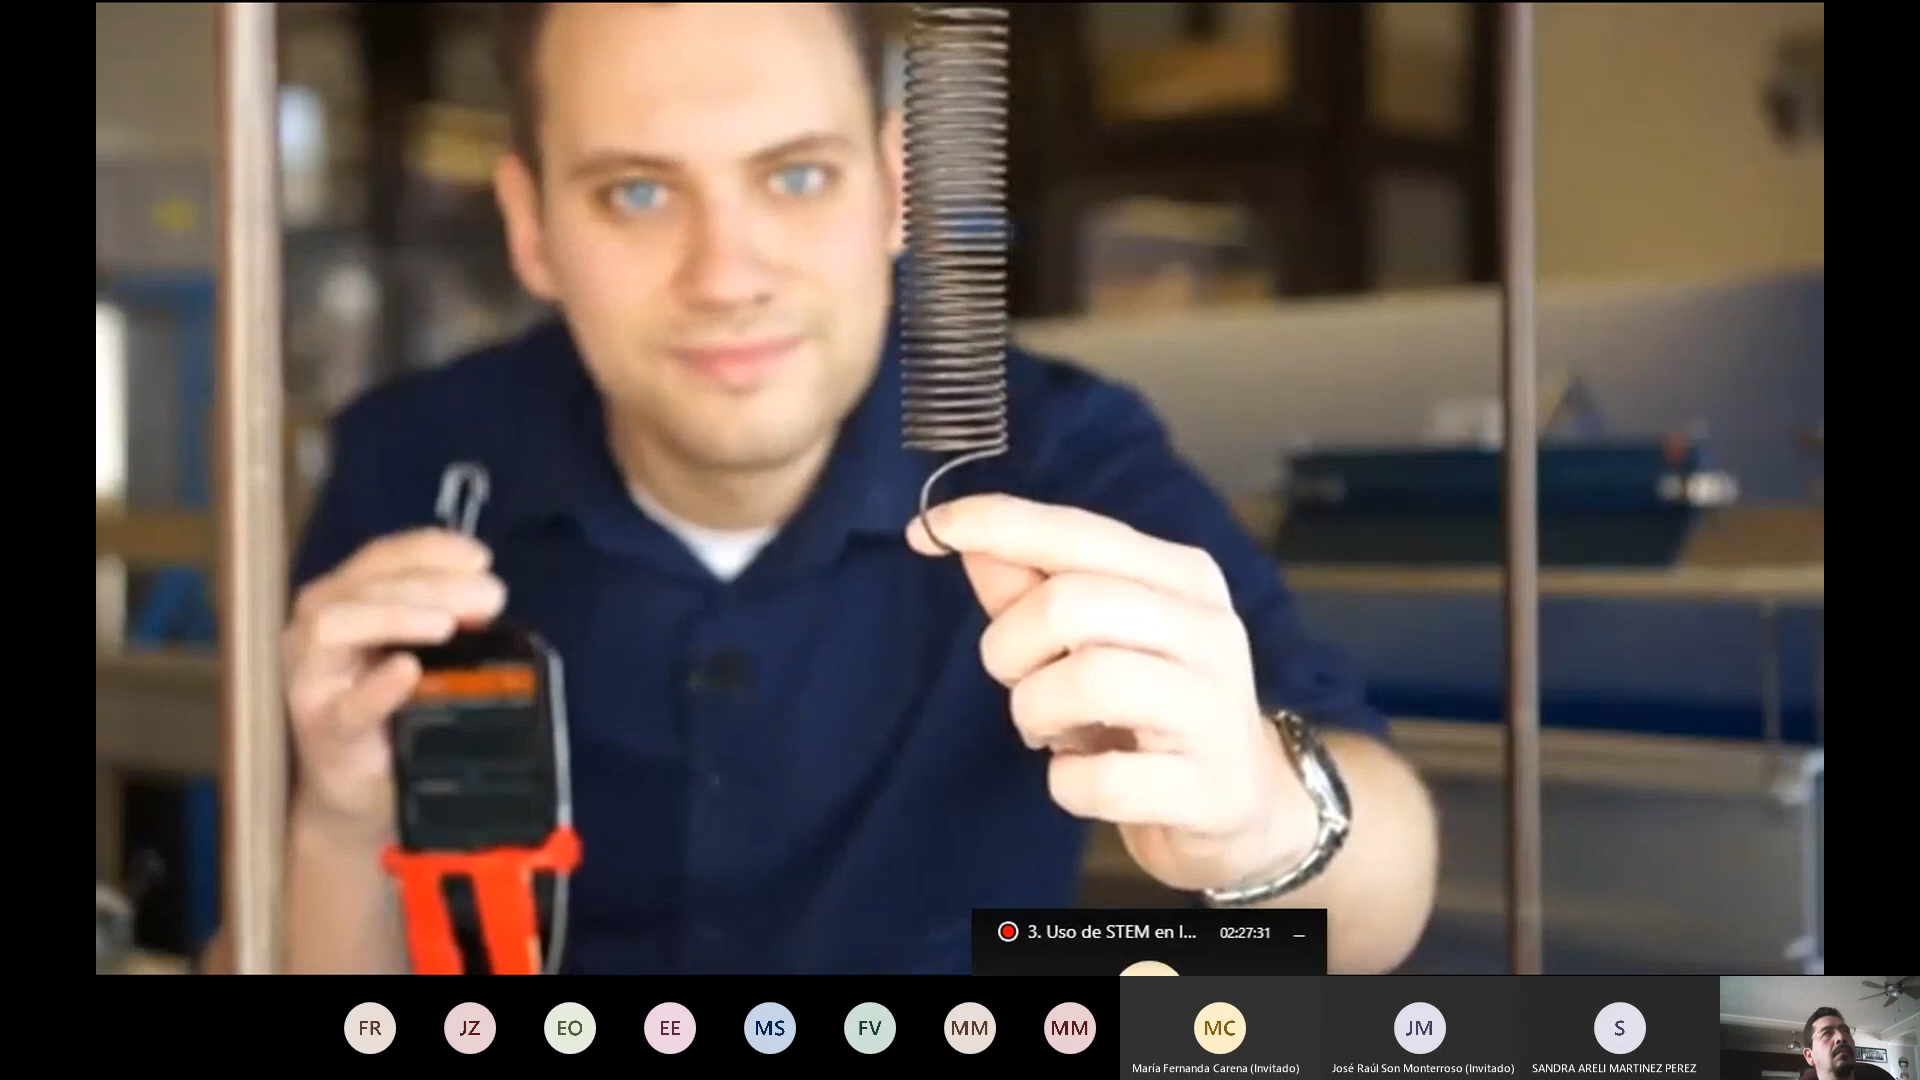 3. Uso de STEM en I... 02:27:31
FR JZ EO EE MS FV MM MM MC JM S
María Fernanda Carena (Invitado) José Raúl Son Monterroso (Invitado) SANDRA ARELI MARTINEZ PEREZ